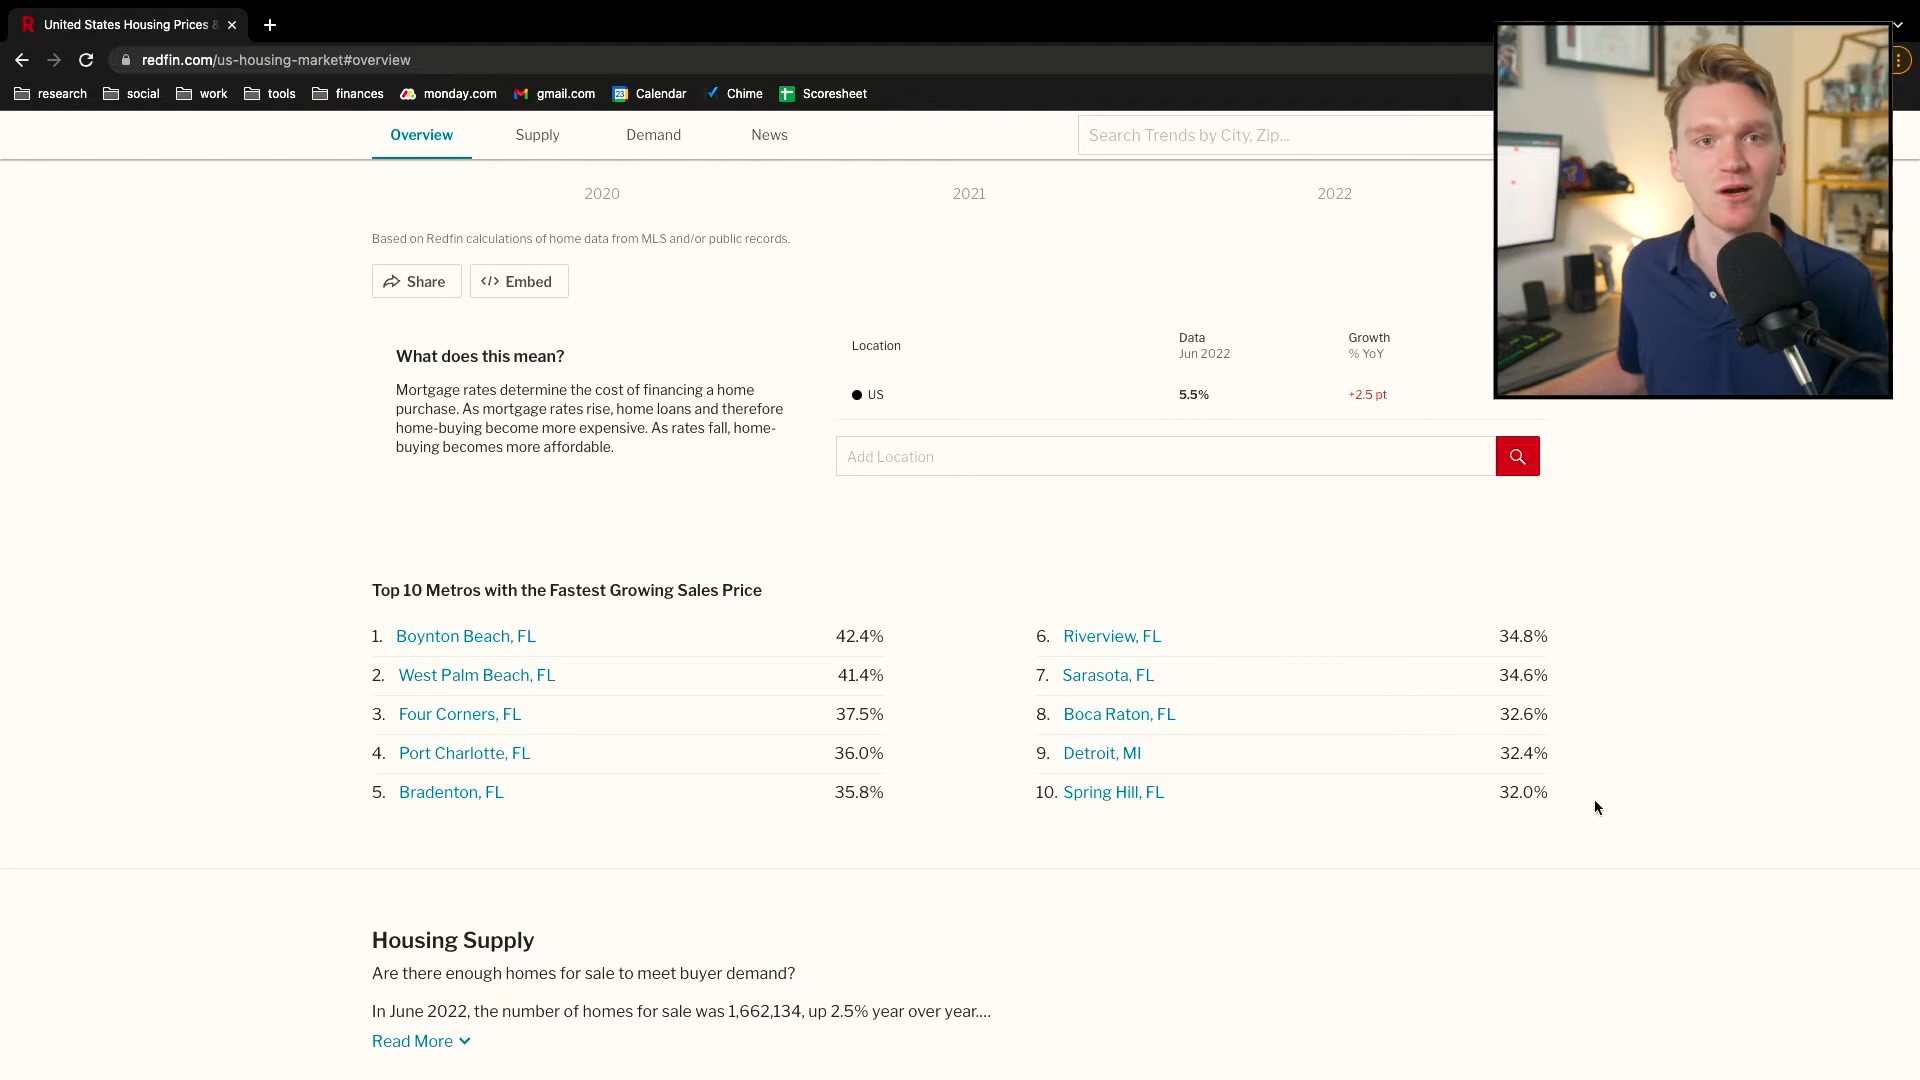 United States Housing Prices &
redfin.com/us-housing-market#overview
research social work tools finances monday.com gmail.com 23 Calendar Chime Scoresheet
Overview Supply Demand News
Search Trends by City, Zip...
2020 2021 2022
Based on Redfin calculations of home data from MLS and/or public records.
Share Embed
What does this mean?
Mortgage rates determine the cost of financing a home
purchase. As mortgage rates rise, home loans and therefore
home-buying become more expensive. As rates fall, home-
buying becomes more affordable.
Location Data Growth
Jun 2022 % YoY
US 5.5% +2.5 pt
Add Location
Top 10 Metros with the Fastest Growing Sales Price
1. Boynton Beach, FL 42.4%
2. West Palm Beach, FL 41.4%
3. Four Corners, FL 37.5%
4. Port Charlotte, FL 36.0%
5. Bradenton, FL 35.8%
6. Riverview, FL 34.8%
7. Sarasota, FL 34.6%
8. Boca Raton, FL 32.6%
9. Detroit, MI 32.4%
10. Spring Hill, FL 32.0%
Housing Supply
Are there enough homes for sale to meet buyer demand?
In June 2022, the number of homes for sale was 1,662,134, up 2.5% year over year....
Read More